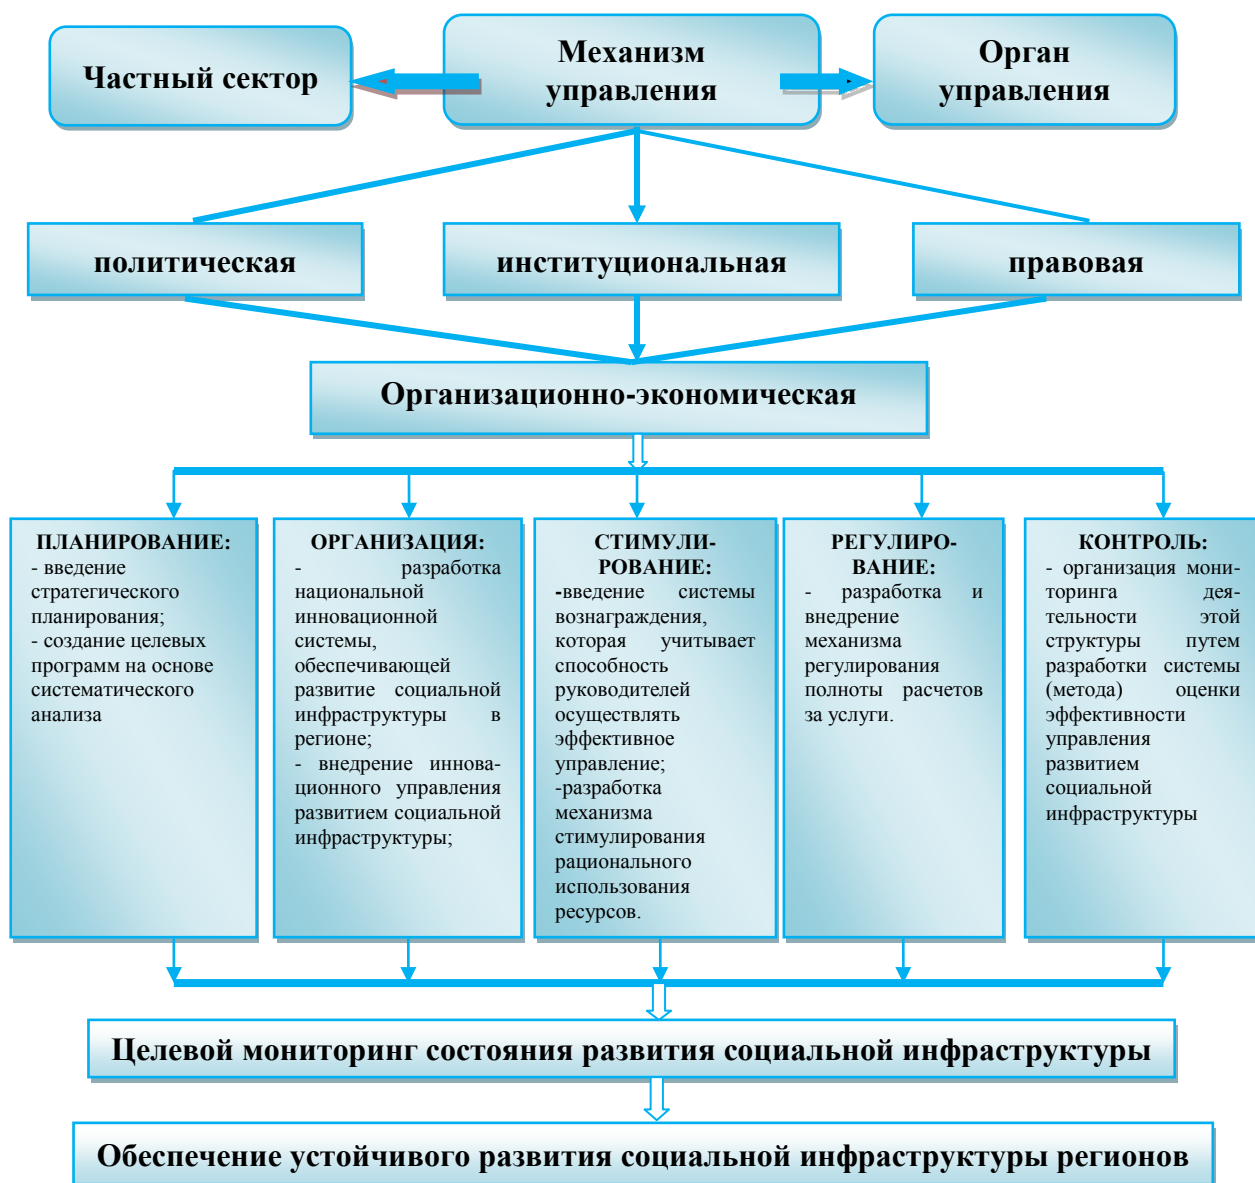 Частный сектор
Механизм
управления
Орган
управления
политическая
институциональная
правовая
Организационно-экономическая
ПЛАНИРОВАНИЕ:
- введение
стратегического
планирования;
- создание целевых
программ на основе
систематического
анализа
ОРГАНИЗАЦИЯ:
- разработка
национальной
инновационной
системы,
обеспечивающей
развитие социальной
инфраструктуры в
регионе;
- внедрение иннова-
ционного управления
развитием социальной
инфраструктуры;
СТИМУЛИ-
РОВАНИЕ:
-введение системы
вознаграждения,
которая учитывает
способность
руководителей
осуществлять
эффективное
управление;
-разработка
механизма
стимулирования
рационального
использования
ресурсов.
РЕГУЛИРО-
ВАНИЕ:
- разработка и
внедрение
механизма
регулирования
полноты расчетов
за услуги.
КОНТРОЛЬ:
- организация мони-
торинга дея-
тельности этой
структуры путем
разработки системы
(метода) оценки
эффективности
управления
развитием
социальной
инфраструктуры
Целевой мониторинг состояния развития социальной инфраструктуры
Обеспечение устойчивого развития социальной инфраструктуры регионов